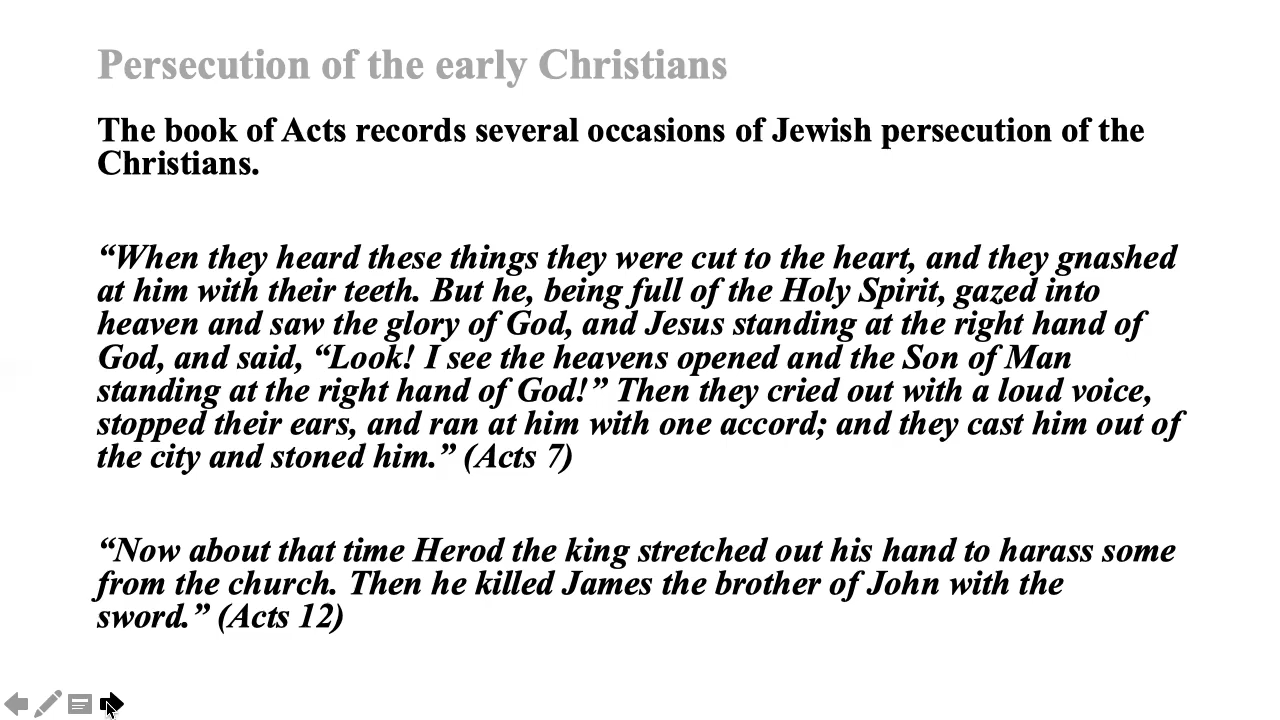 Persecution of the early Christians
The book of Acts records several occasions of Jewish persecution of the
Christians.
“When they heard these things they were cut to the heart, and they gnashed
at him with their teeth. But he, being full of the Holy Spirit, gazed into
heaven and saw the glory of God, and Jesus standing at the right hand of
God, and said, “Look! I see the heavens opened and the Son of Man
standing at the right hand of God!” Then they cried out with a loud voice,
stopped their ears, and ran at him with one accord; and they cast him out of
the city and stoned him.” (Acts 7)
“Now about that time Herod the king stretched out his hand to harass some
from the church. Then he killed James the brother of John with the
sword.” (Acts 12)